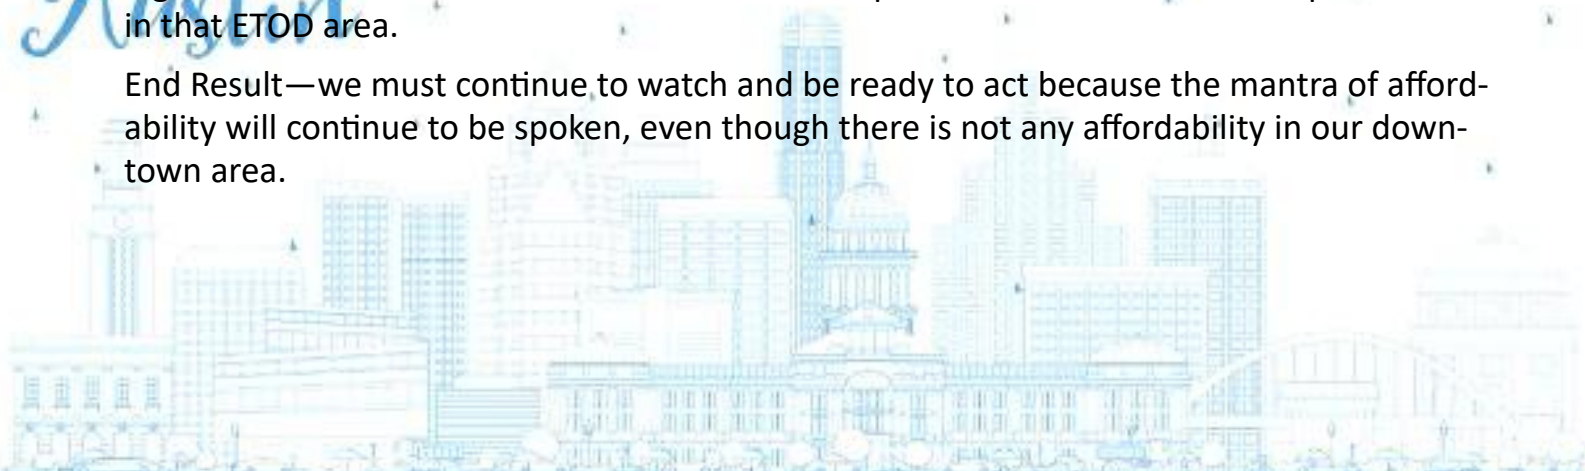 Austin
in that ETOD area.
End Result—we must continue to watch and be ready to act because the mantra of afford-
ability will continue to be spoken, even though there is not any affordability in our down-
town area.